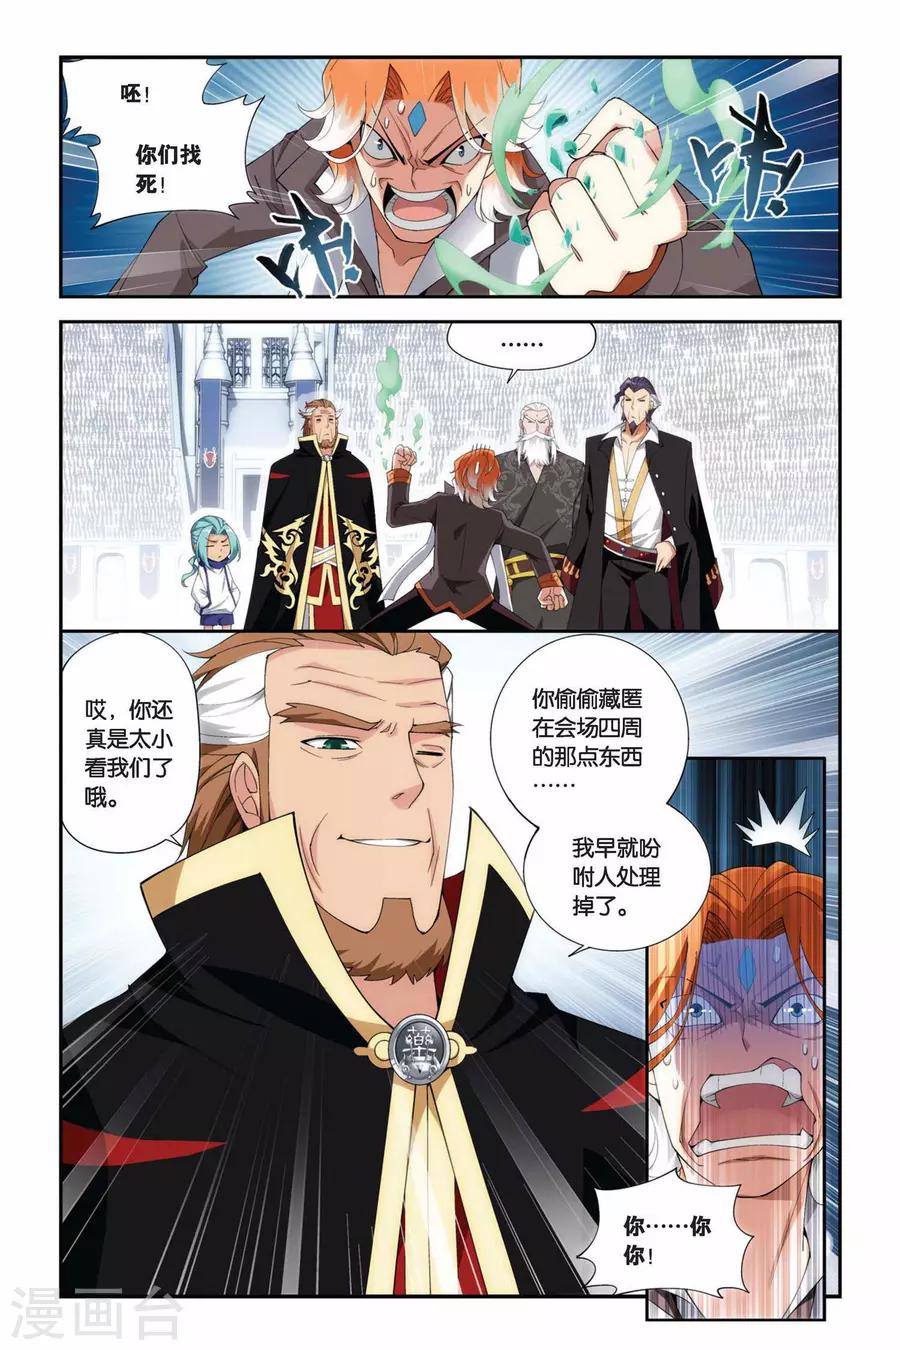 呸！
你们找
死！
咔！
咔！
……
哎，你还
真是太小
看我们了
哦。
你偷偷藏匿
在会场四周
的那点东西
……
我早就吩
咐人处理
掉了。
你……你
你！
漫画台